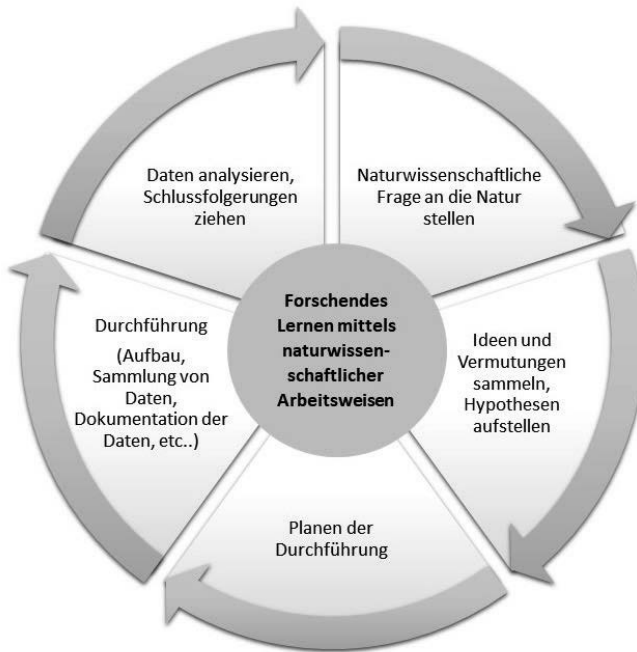 Daten analysieren,
Schlussfolgerungen
ziehen
Naturwissenschaftliche
Frage an die Natur
stellen
Forschendes
Lernen mittels
naturwissen-
schaftlicher
Arbeitsweisen
Durchführung
(Aufbau,
Sammlung von
Daten,
Dokumentation der
Daten, etc..)
Ideen und
Vermutungen
sammeln,
Hypothesen
aufstellen
Planen der
Durchführung